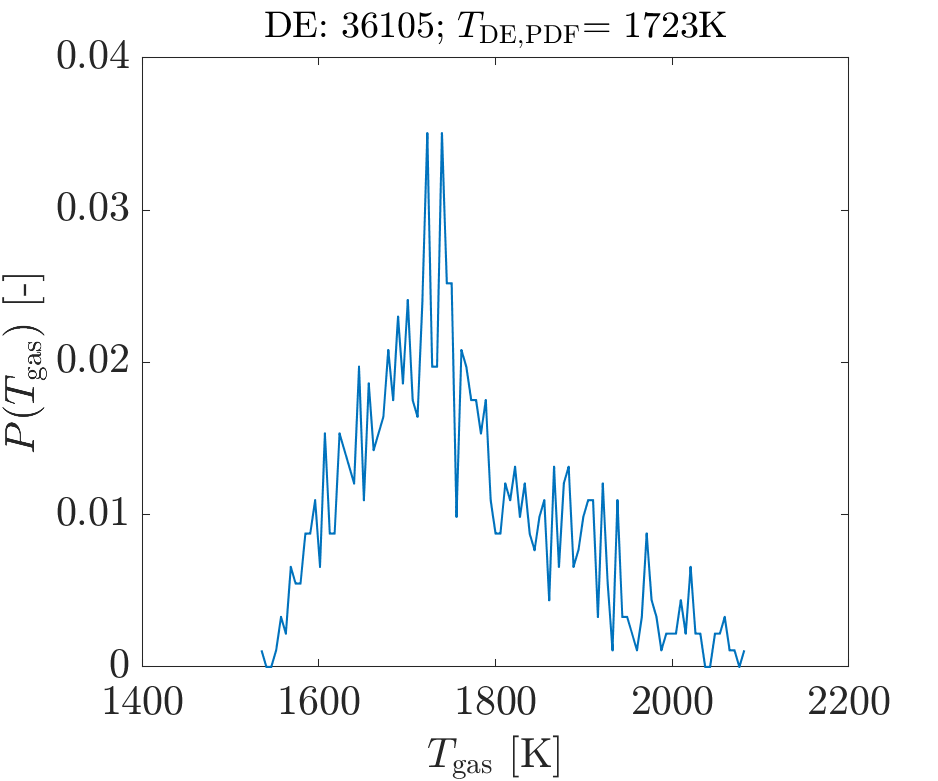 DE: 36105; T_DE,PDF= 1723K
0.04
0.03
0.02
0.01
0
P(T_gas) [-]
1400 1600 1800 2000 2200
T_gas [K]